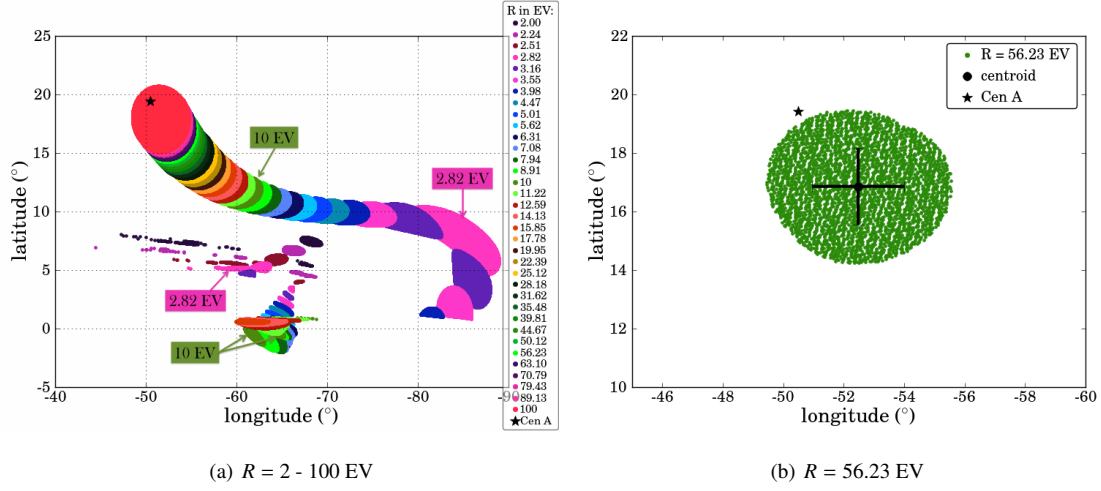 R in EV:
2.00
2.24
2.51
2.82
3.16
3.55
3.98
4.47
5.01
5.62
6.31
7.08
7.94
8.91
10
11.22
12.59
14.13
15.85
17.78
19.95
22.39
25.12
28.18
31.62
35.48
39.81
44.67
50.12
56.23
63.10
70.79
79.43
89.13
100
Cen A
25
20
15
10
5
0
-5
latitude (°)
10 EV
2.82 EV
2.82 EV
10 EV
-40 -50 -60 -70 -80 -90
longitude (°)
(a) R = 2 - 100 EV
22
20
18
16
14
12
10
latitude (°)
R = 56.23 EV
centroid
Cen A
-46 -48 -50 -52 -54 -56 -58 -60
longitude (°)
(b) R = 56.23 EV